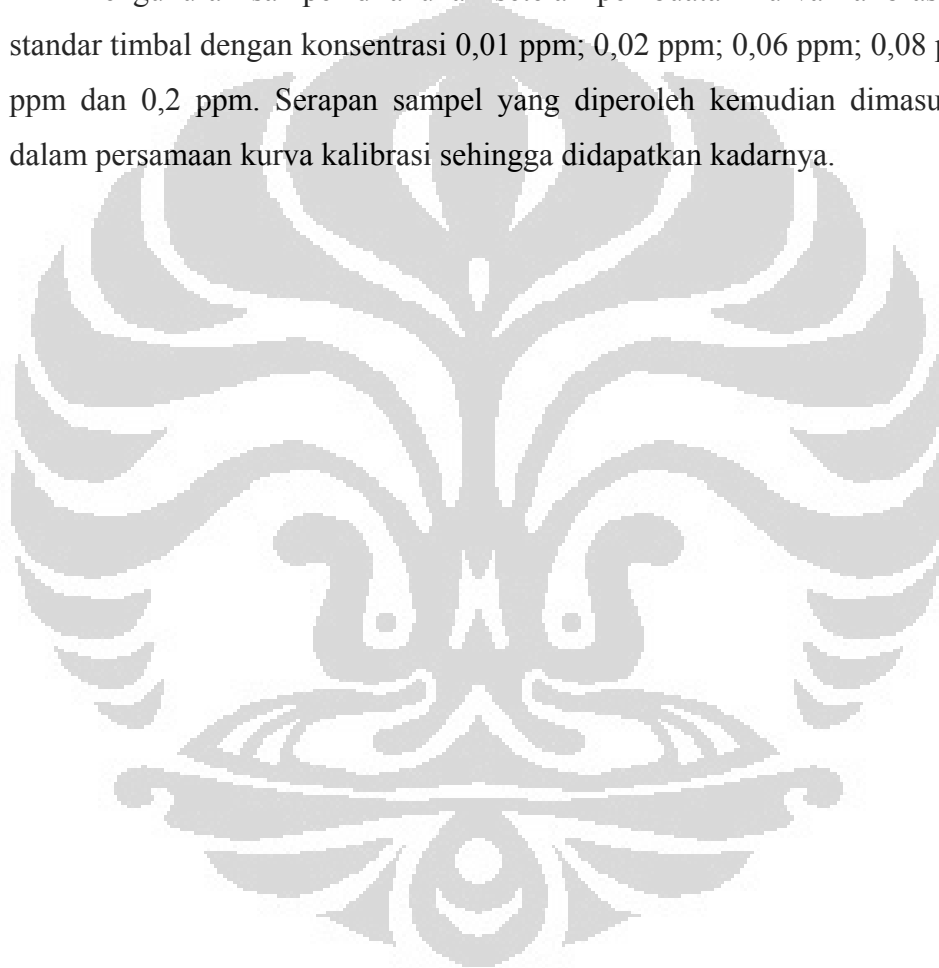 standar timbal dengan konsentrasi 0,01 ppm; 0,02 ppm; 0,06 ppm; 0,08
ppm dan 0,2 ppm. Serapan sampel yang diperoleh kemudian
dalam persamaan kurva kalibrasi sehingga didapatkan kadarnya.